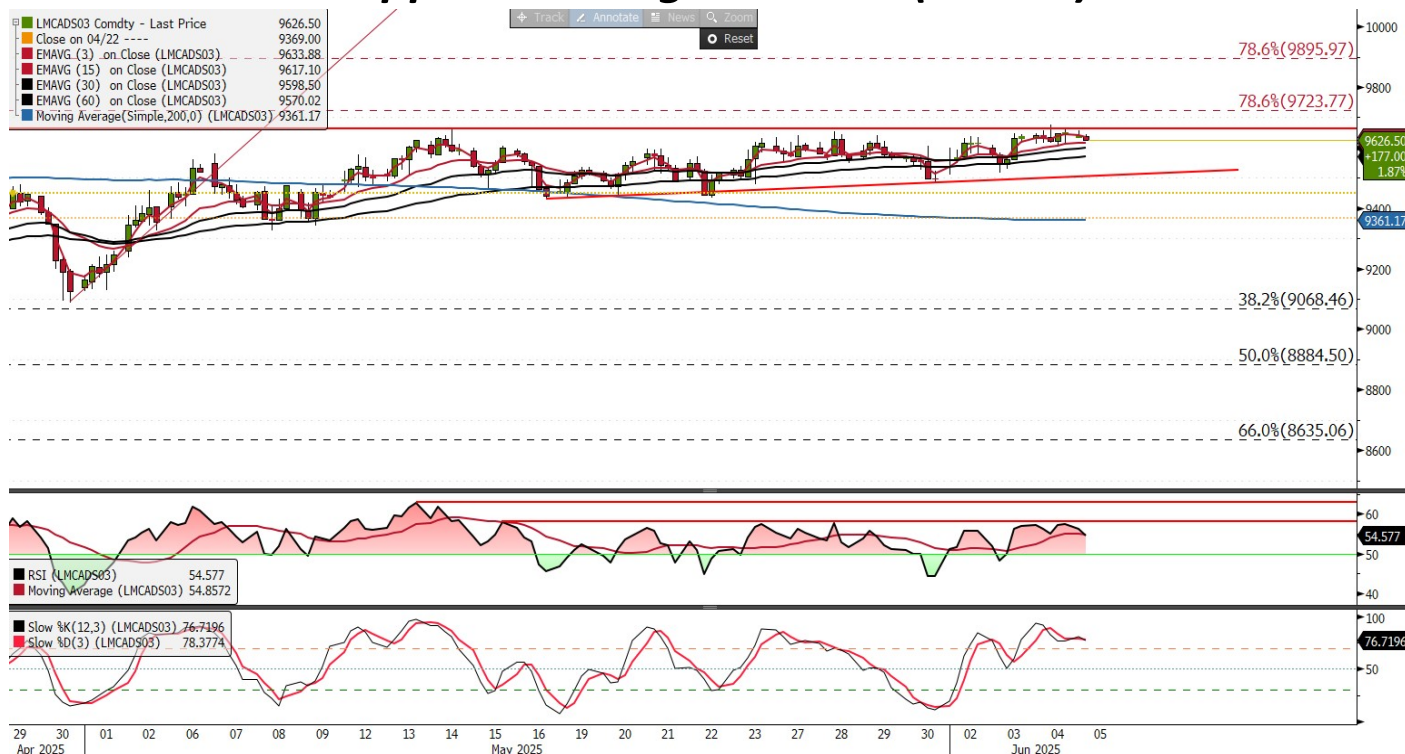 Track Annotate News Zoom
Reset
LMCADS03 Comdty - Last Price 9626.50
Close on 04/22 ---- 9369.00
EMAVG (3) on Close (LMCADS03) 9633.88
EMAVG (15) on Close (LMCADS03) 9617.10
EMAVG (30) on Close (LMCADS03) 9598.50
EMAVG (60) on Close (LMCADS03) 9570.02
Moving Average(Simple,200,0) (LMCADS03) 9361.17
78.6%(9895.97)
78.6%(9723.77)
38.2%(9068.46)
50.0%(8884.50)
66.0%(8635.06)
10000
9800
9626.50
177.00
1.87%
9400
9361.17
9200
9000
8800
8600
RSI (LMCADS03) 54.577
Moving Average (LMCADS03) 54.8572
60
54.577
50
40
Slow %K(12,3) (LMCADS03) 76.7196
Slow %D(3) (LMCADS03) 78.3774
100
76.7196
50
29 30 01 02 06 07 08 09 12 13 14 15 16 19 20 21 22 23 27 28 29 30 02 03 04 05
Apr 2025 May 2025 Jun 2025